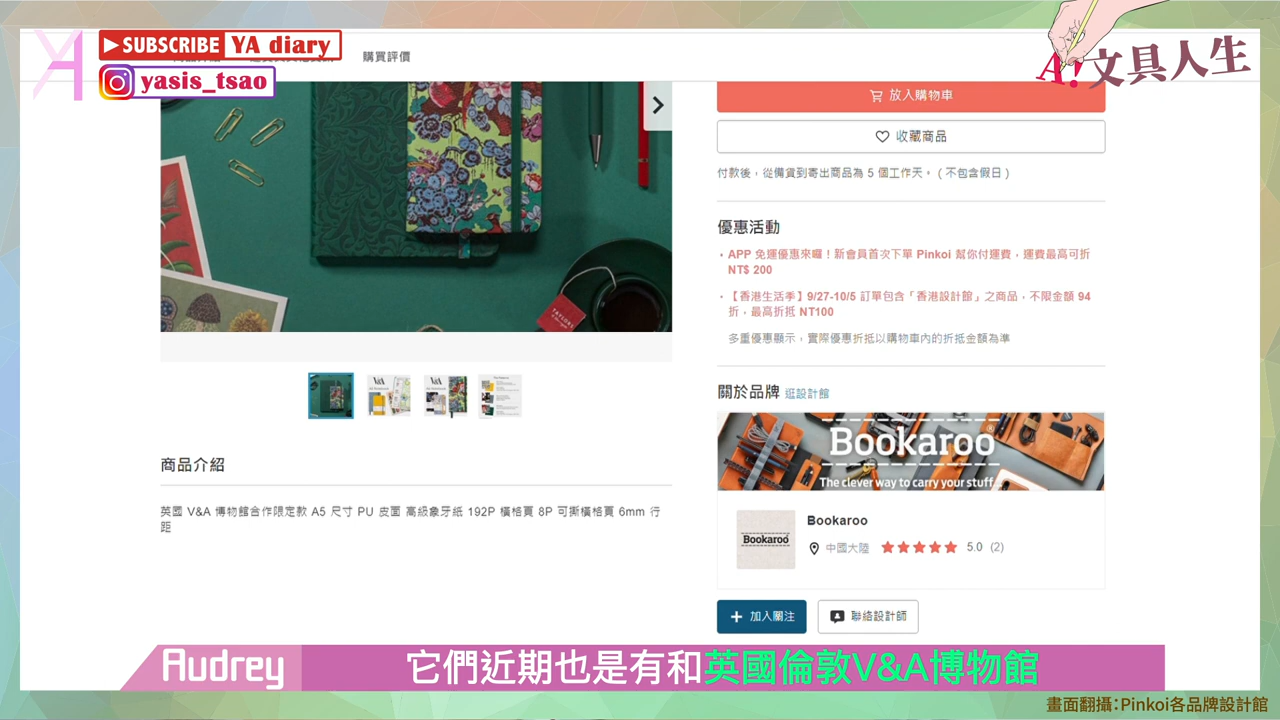 SUBSCRIBE YA diary
yasis_tsao
購買評價
A!文具人生
放入購物車
收藏商品
付款後,從備貨到寄出商品為 5 個工作天。(不包含假日)
優惠活動
• APP 免運優惠來囉!新會員首次下單 Pinkoi 幫你付運費,運費最高可折
NT$ 200
•【香港生活季】9/27-10/5 訂單包含「香港設計館」之商品,不限金額 94
折,最高折抵 NT100
多重優惠顯示,實際優惠折抵以購物車內的折抵金額為準
關於品牌 逛設計館
Bookaroo®
The clever way to carry your stuff...
Bookaroo
Bookaroo
中國大陸 5.0 (2)
加入關注
聯絡設計師
V&A
V&A
商品介紹
英國 V&A 博物館合作限定款 A5 尺寸 PU 皮面 高級象牙紙 192P 橫格頁 8P 可撕橫格頁 6mm 行
距
Audrey
它們近期也是有和英國倫敦V&A博物館
畫面翻攝:Pinkoi各品牌設計館